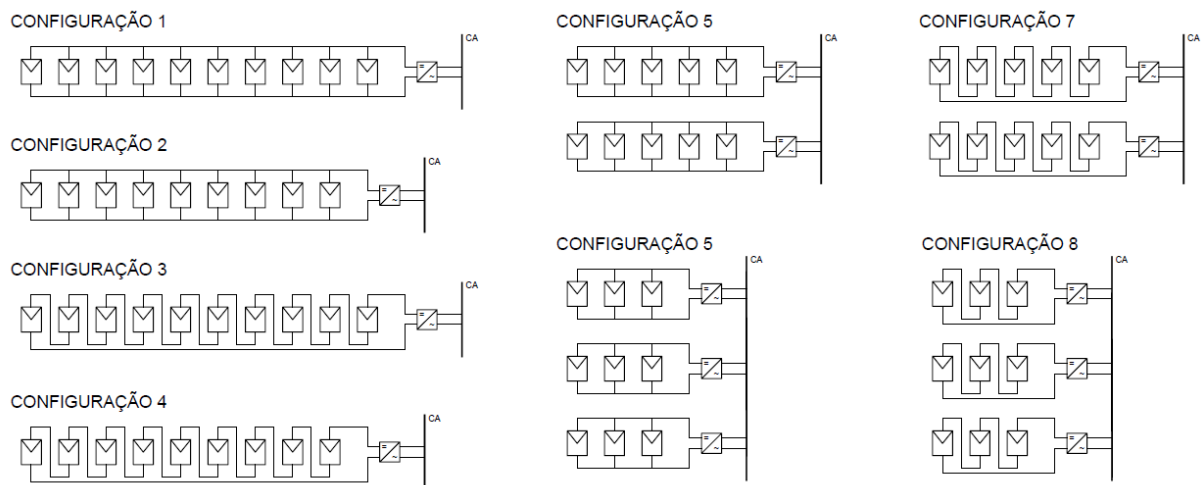 CONFIGURAÇÃO 1
CA
=
~
CONFIGURAÇÃO 2
CA
=
~
CONFIGURAÇÃO 3
CA
=
~
CONFIGURAÇÃO 4
CA
=
~
CONFIGURAÇÃO 5
CA
=
~
=
~
CONFIGURAÇÃO 5
CA
=
~
=
~
=
~
CONFIGURAÇÃO 7
CA
=
~
=
~
CONFIGURAÇÃO 8
CA
=
~
=
~
=
~